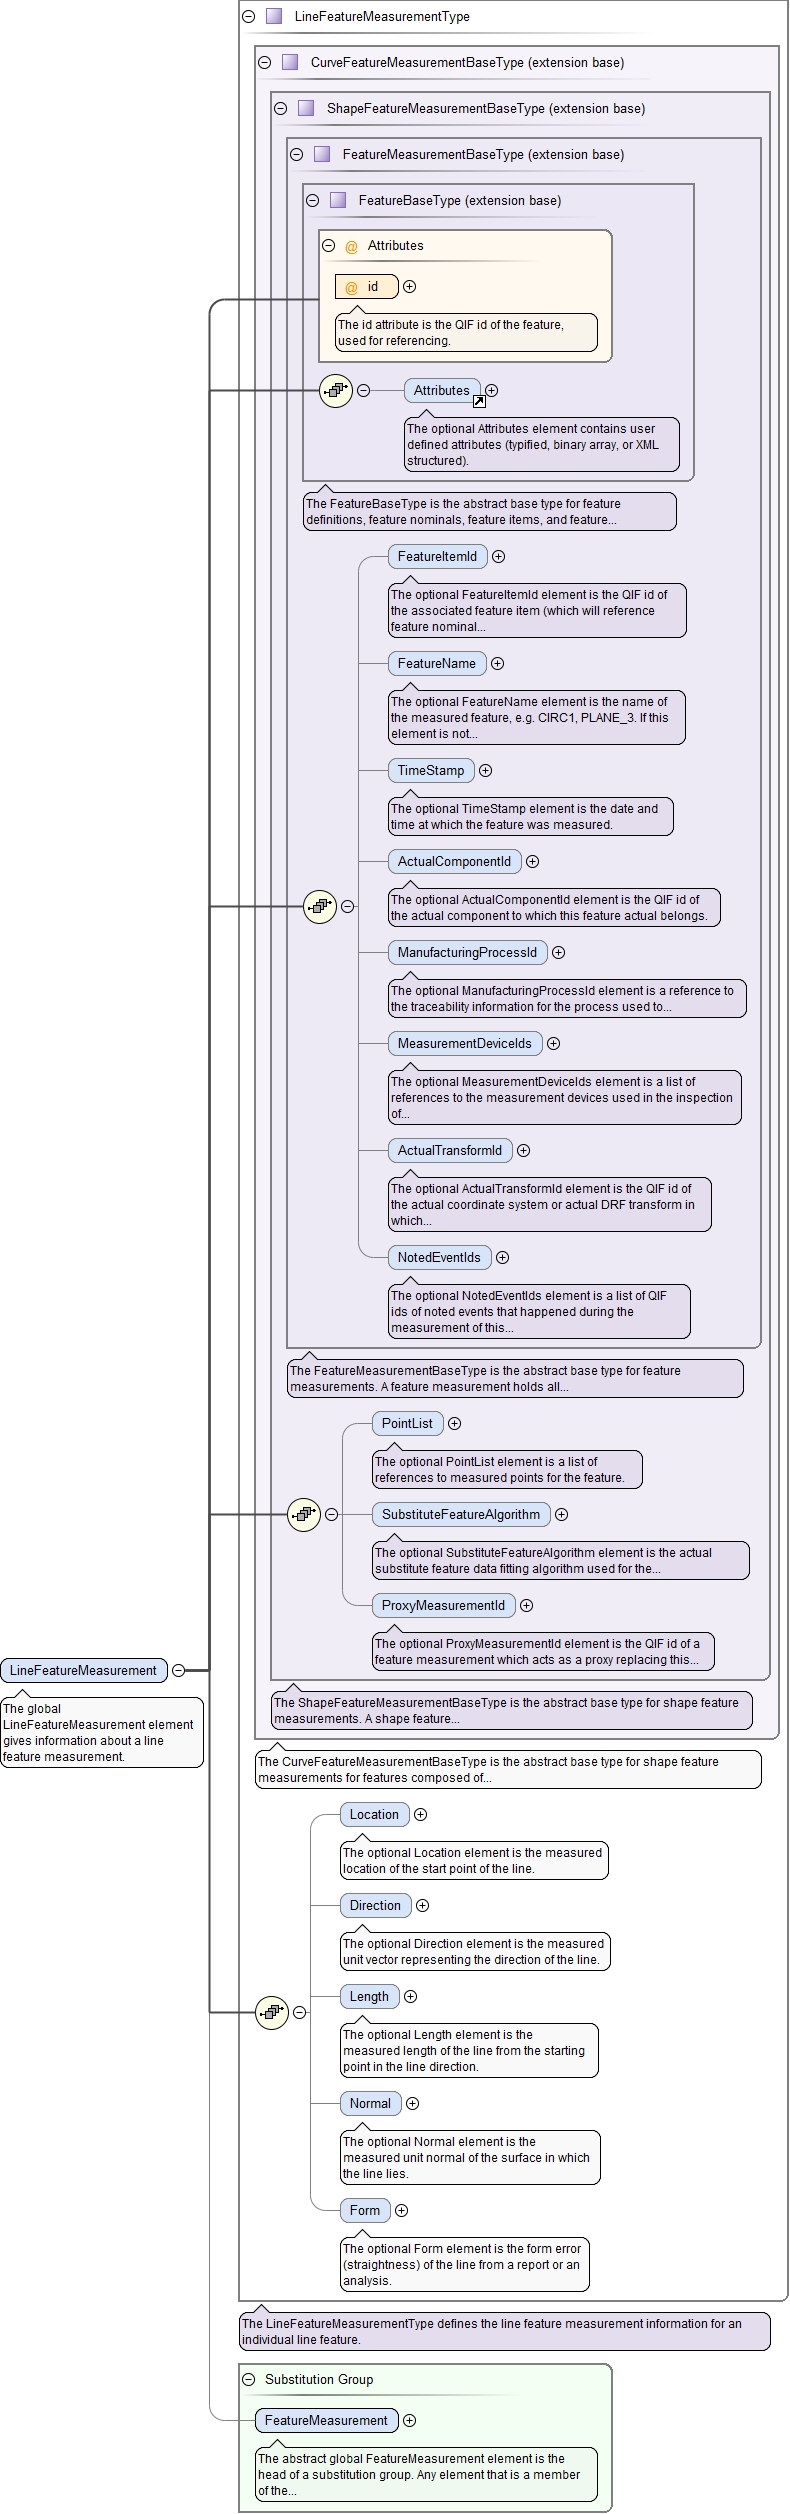 LineFeatureMeasurementType
CurveFeatureMeasurementBaseType (extension base)
ShapeFeatureMeasurementBaseType (extension base)
FeatureMeasurementBaseType (extension base)
FeatureBaseType (extension base)
@ Attributes
@ id
The id attribute is the QIF id of the feature,
used for referencing.
Attributes
The optional Attributes element contains user
defined attributes (typified, binary array, or XML
structured).
The FeatureBaseType is the abstract base type for feature
definitions, feature nominals, feature items, and feature...
FeatureItemId
The optional FeatureItemId element is the QIF id of
the associated feature item (which will reference
feature nominal...
FeatureName
The optional FeatureName element is the name of
the measured feature, e.g. CIRC1, PLANE_3. If this
element is not...
TimeStamp
The optional TimeStamp element is the date and
time at which the feature was measured.
ActualComponentId
The optional ActualComponentId element is the QIF id of
the actual component to which this feature actual belongs.
ManufacturingProcessId
The optional ManufacturingProcessId element is a reference to
the traceability information for the process used to...
MeasurementDeviceIds
The optional MeasurementDeviceIds element is a list of
references to the measurement devices used in the inspection
of...
ActualTransformId
The optional ActualTransformId element is the QIF id of
the actual coordinate system or actual DRF transform in
which...
NotedEventIds
The optional NotedEventIds element is a list of QIF
ids of noted events that happened during the
measurement of this...
The FeatureMeasurementBaseType is the abstract base type for feature
measurements. A feature measurement holds all...
PointList
The optional PointList element is a list of
references to measured points for the feature.
SubstituteFeatureAlgorithm
The optional SubstituteFeatureAlgorithm element is the actual
substitute feature data fitting algorithm used for the...
ProxyMeasurementId
The optional ProxyMeasurementId element is the QIF id of a
feature measurement which acts as a proxy replacing this...
LineFeatureMeasurement
The global
LineFeatureMeasurement element
gives information about a line
feature measurement.
The ShapeFeatureMeasurementBaseType is the abstract base type for shape feature
measurements. A shape feature...
The CurveFeatureMeasurementBaseType is the abstract base type for shape feature
measurements for features composed of...
Location
The optional Location element is the measured
location of the start point of the line.
Direction
The optional Direction element is the measured
unit vector representing the direction of the line.
Length
The optional Length element is the
measured length of the line from the starting
point in the line direction.
Normal
The optional Normal element is the
measured unit normal of the surface in which
the line lies.
Form
The optional Form element is the form error
(straightness) of the line from a report or an
analysis.
The LineFeatureMeasurementType defines the line feature measurement information for an
individual line feature.
Substitution Group
FeatureMeasurement
The abstract global FeatureMeasurement element is the
head of a substitution group. Any element that is a member
of the...